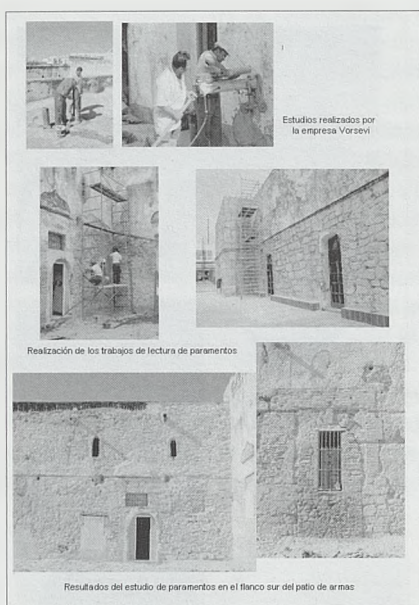 Estudios realizados por
la empresa Vorsevi
Realización de los trabajos de lectura de paramentos
Resultados del estudio de paramentos en el flanco sur del patio de armas